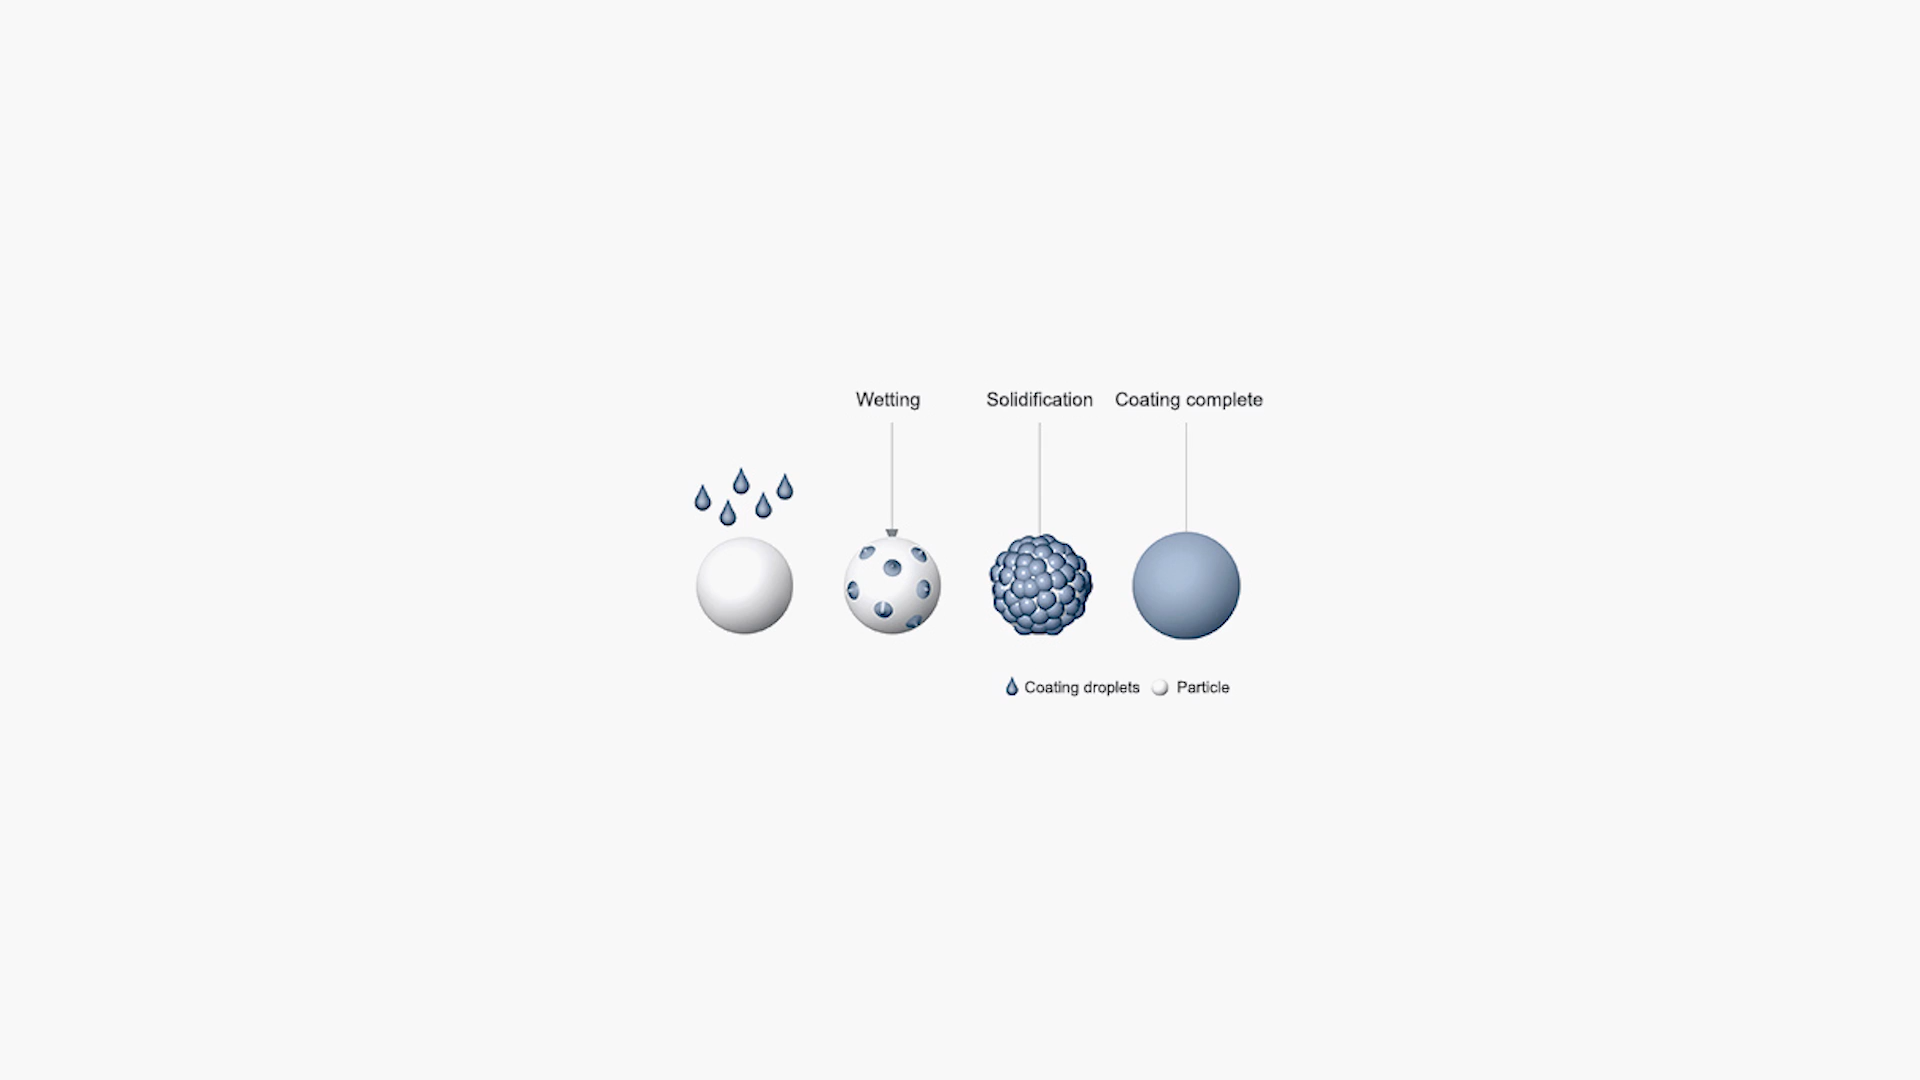 Wetting
Solidification
Coating complete
Coating droplets
Particle